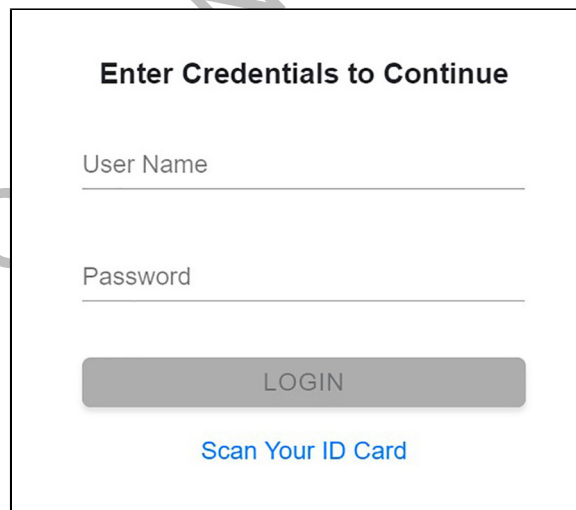 Enter Credentials to Continue
User Name
Password
LOGIN
Scan Your ID Card